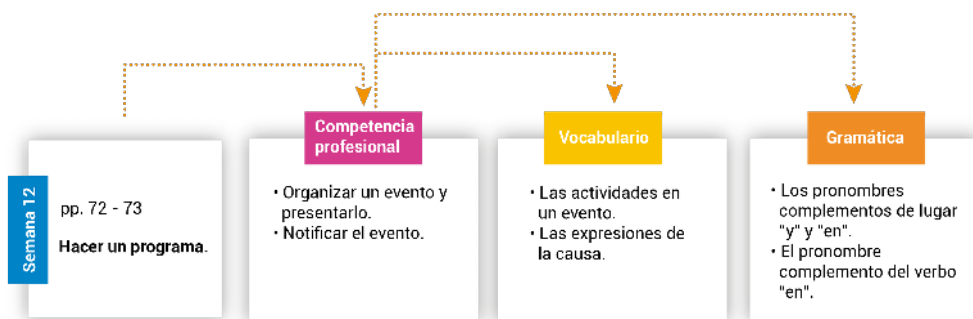 Semana 12
pp. 72 - 73
Hacer un programa.
Competencia
profesional
• Organizar un evento y
presentarlo.
• Notificar el evento.
Vocabulario
• Las actividades en
un evento.
• Las expresiones de
la causa.
Gramática
• Los pronombres
complementos de lugar
"y" y "en".
• El pronombre
complemento del verbo
"en".